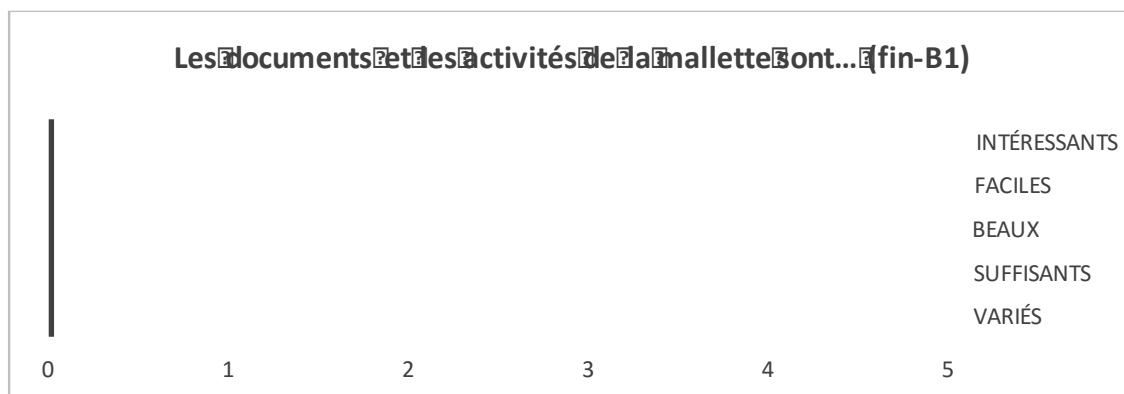 Les documents et les activités de la mallette sont... (fin-B1)
INTÉRESSANTS
FACILES
BEAUX
SUFFISANTS
VARIÉS
0 1 2 3 4 5